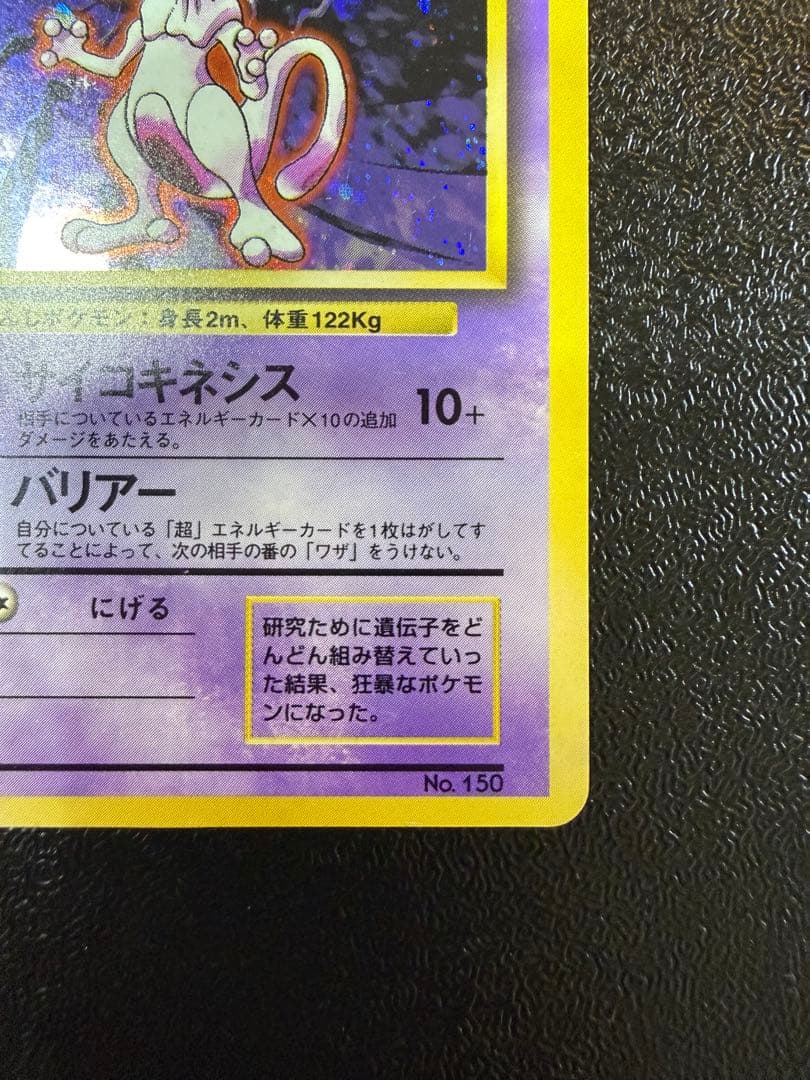 しポケモン：身長2m、体重122Kg
サイコキネシス 10+
相手についているエネルギーカード×10の追加
ダメージをあたえる。
バリアー
自分についている「超」エネルギーカードを1枚はがしてす
てることによって、次の相手の番の「ワザ」をうけない。
にげる
研究ために遺伝子をど
んどん組み替えていっ
た結果、狂暴なポケモ
ンになった。
No. 150